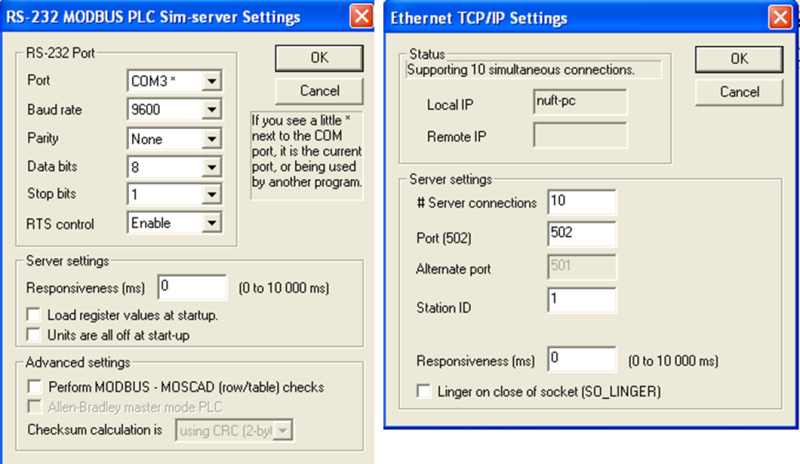 RS-232 MODBUS PLC Sim-server Settings
RS-232 Port
Port
COM3 *
Baud rate
9600
Parity
None
Data bits
8
Stop bits
1
RTS control
Enable
OK
Cancel
If you see a little *
next to the COM
port, it is the current
port, or being used
by another program.
Server settings
Responsiveness (ms)
0
(0 to 10 000 ms)
Load register values at startup.
Units are all off at start-up
Advanced settings
Perform MODBUS - MOSCAD (row/table) checks
Allen-Bradley master mode PLC
Checksum calculation is
using CRC (2-by
Ethernet TCP/IP Settings
Status
Supporting 10 simultaneous connections.
Local IP
nuft-pc
Remote IP
OK
Cancel
Server settings
# Server connections
10
Port (502)
502
Alternate port
501
Station ID
1
Responsiveness (ms)
0
(0 to 10 000 ms)
Linger on close of socket (SO_LINGER)